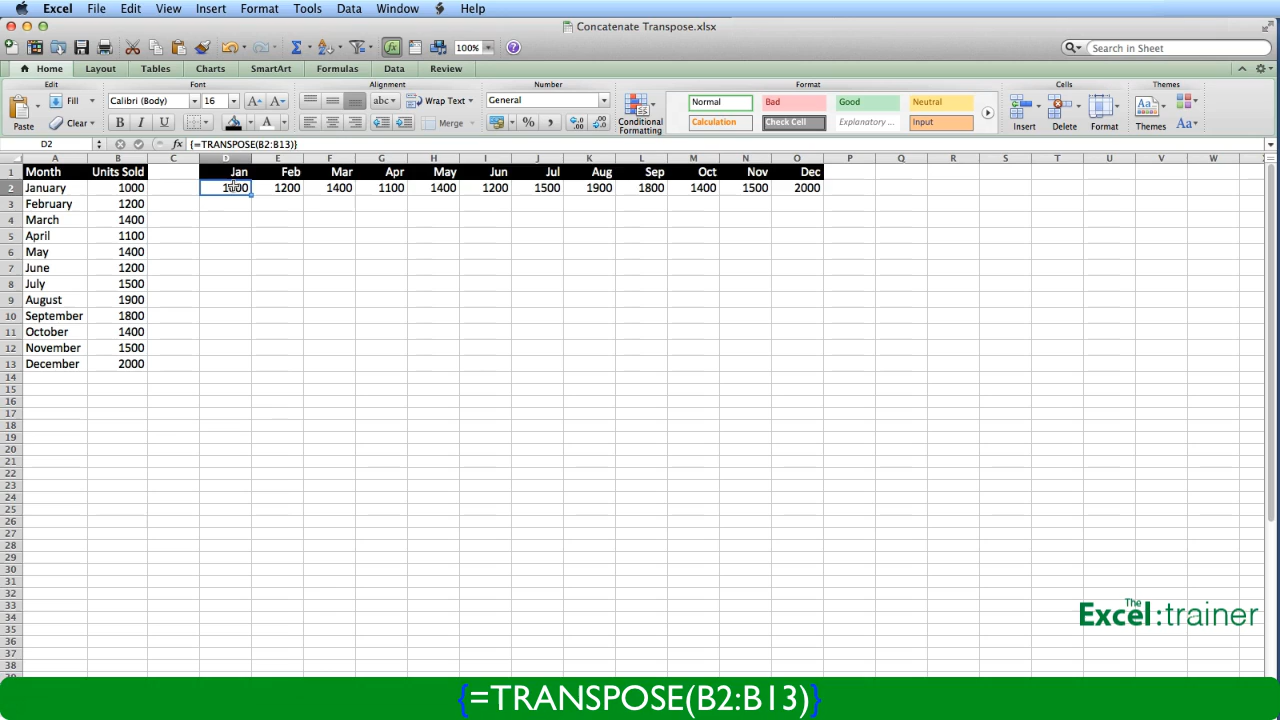 Excel File Edit View Insert Format Tools Data Window Help
Concatenate Transpose.xlsx
100% Search in Sheet
Home Layout Tables Charts SmartArt Formulas Data Review
Edit Font Alignment Number Format Cells Themes
Paste Fill Clear Calibri (Body) 16 A A abc Wrap Text General Conditional Formatting Normal Bad Good Neutral Insert Delete Format Themes Aa
B I U A Merge % , Calculation Check Cell Explanatory ... Input Aa
D2 fx {=TRANSPOSE(B2:B13)}
A B C D E F G H I J K L M N O P Q R S T U V W
1 Month Units Sold Jan Feb Mar Apr May Jun Jul Aug Sep Oct Nov Dec
2 January 1000 1000 1200 1400 1100 1400 1200 1500 1900 1800 1400 1500 2000
3 February 1200
4 March 1400
5 April 1100
6 May 1400
7 June 1200
8 July 1500
9 August 1900
10 September 1800
11 October 1400
12 November 1500
13 December 2000
14
15
16
17
18
19
20
21
22
23
24
25
26
27
28
29
30
31
32
33
34
35
36
37
38
The
Excel:trainer
{=TRANSPOSE(B2:B13)}